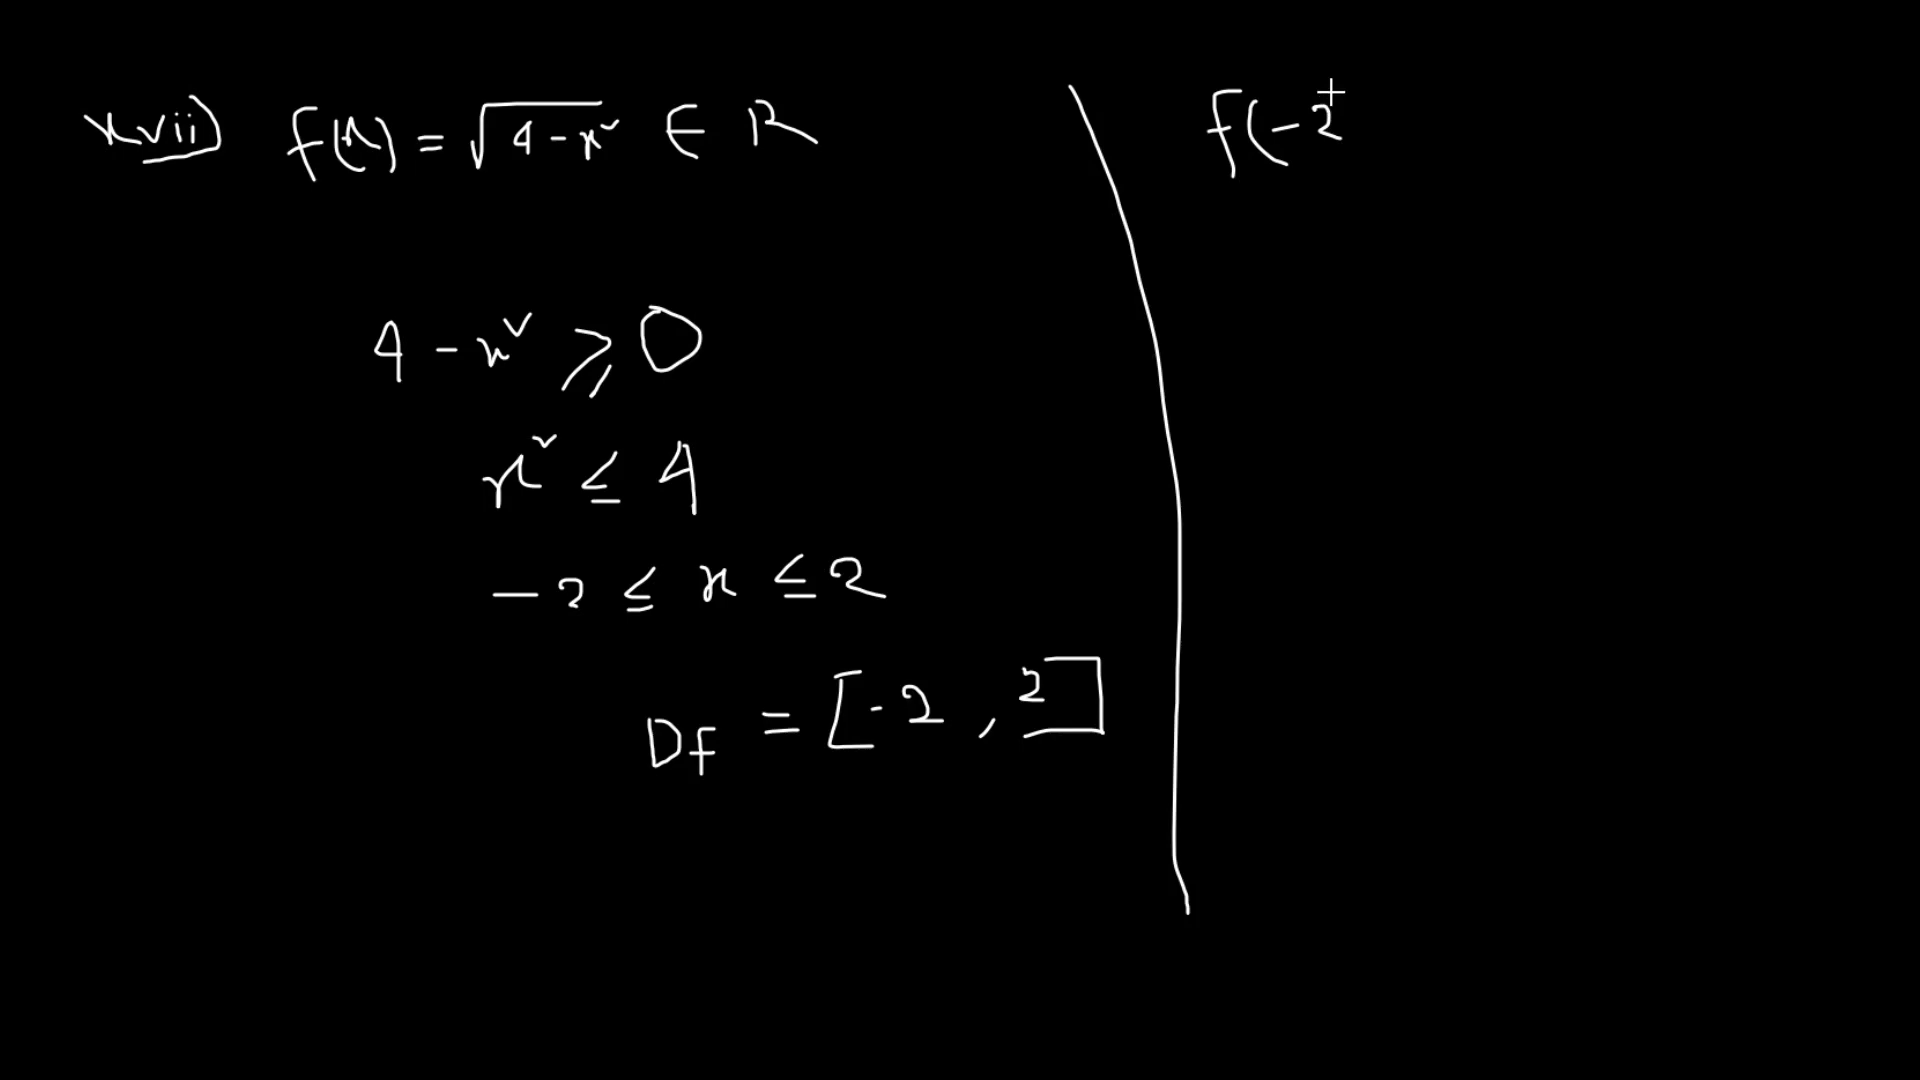 xvii) f(x) = √4-x² ∈ R
4 - x² ≥ 0
x² ≤ 4
-2 ≤ x ≤ 2
Df = [-2, 2]
f(-2